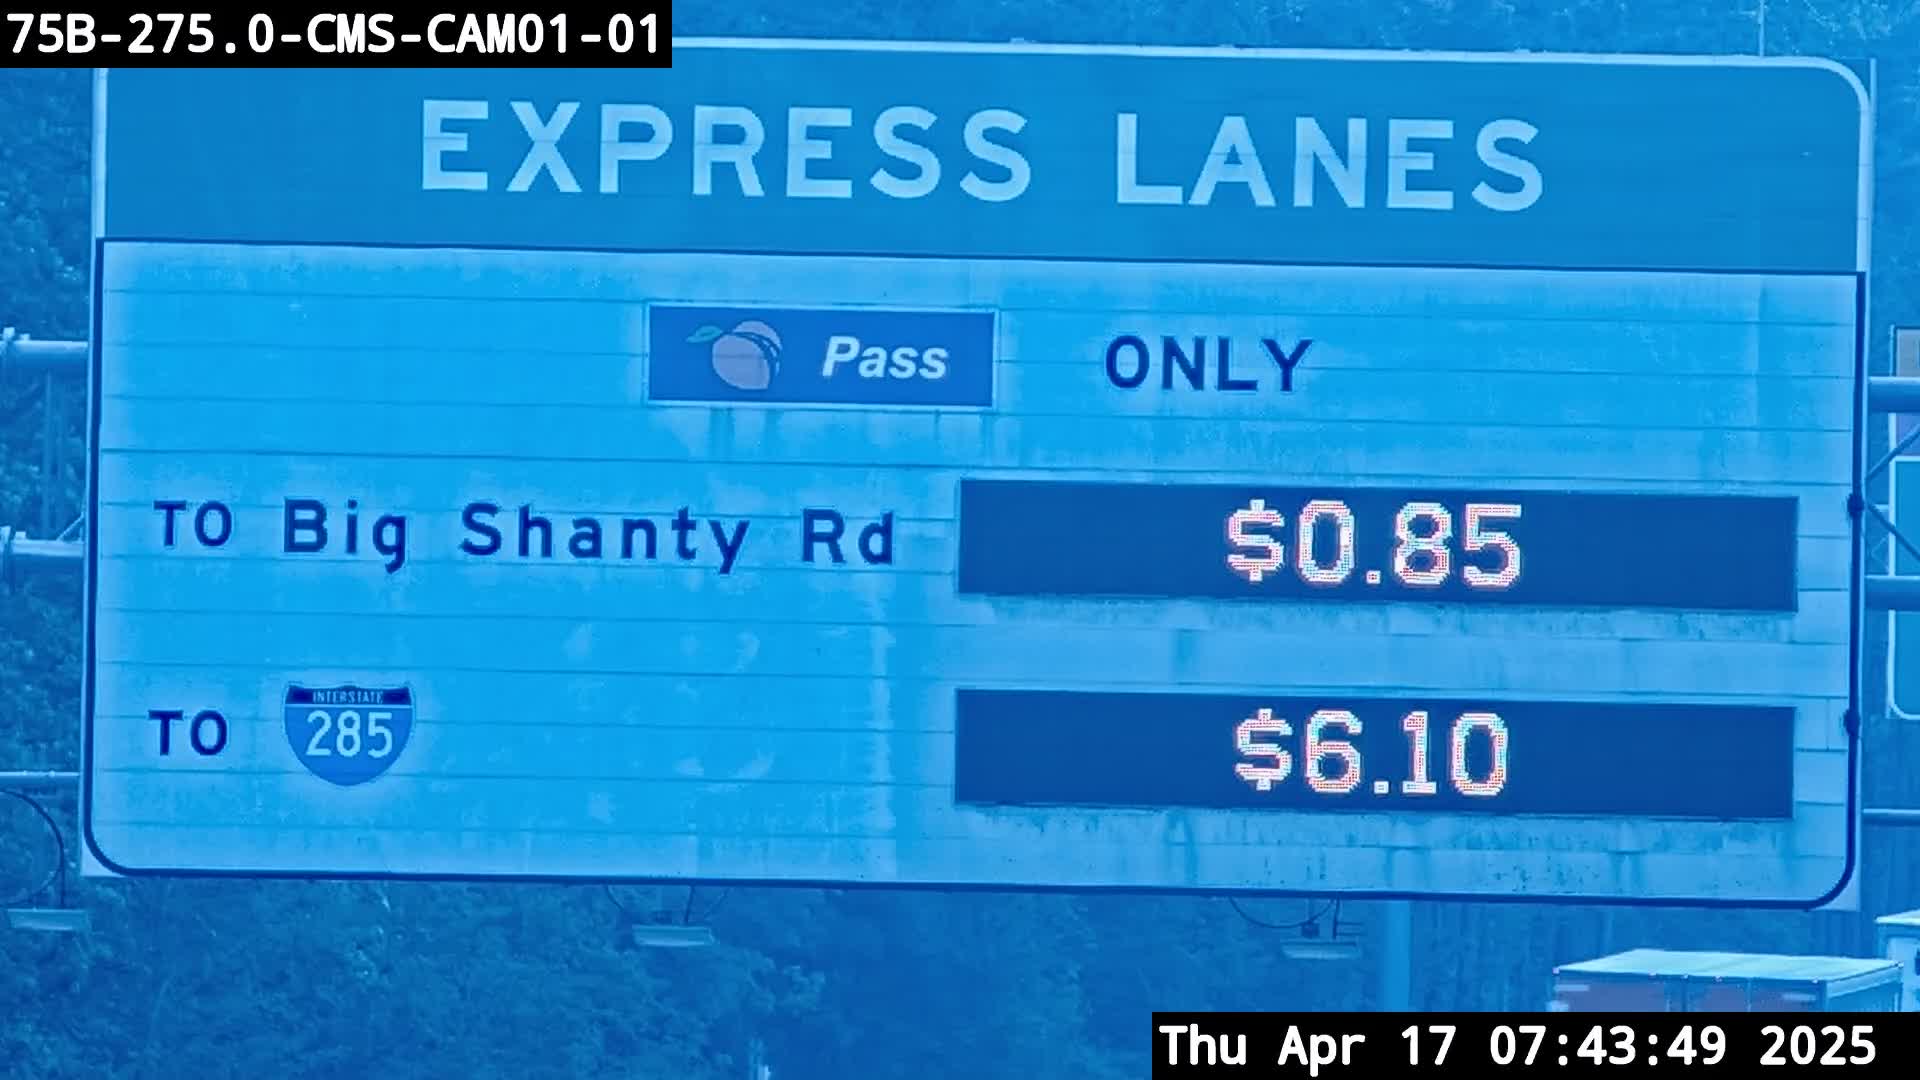 75B-275.0-CMS-CAM01-01
EXPRESS LANES
Pass ONLY
TO Big Shanty Rd $0.85
INTERSTATE
TO 285 $6.10
Thu Apr 17 07:43:49 2025